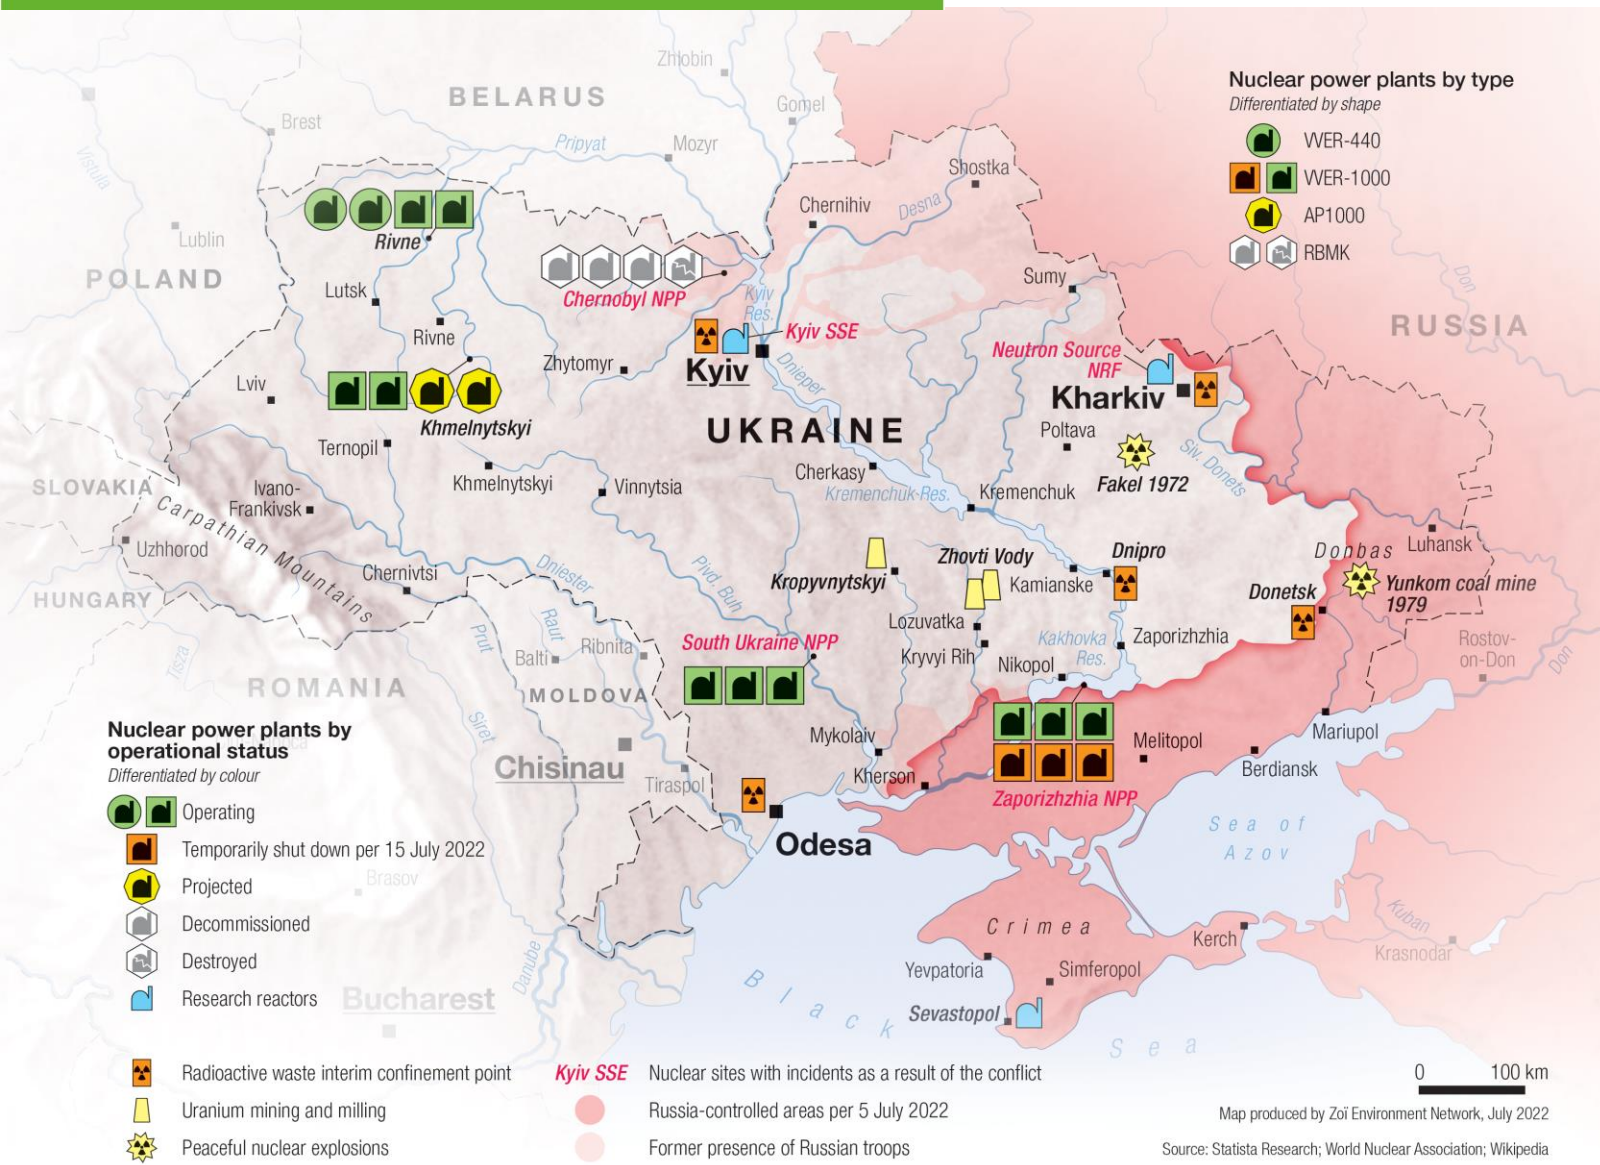 Nuclear power plants by type
Differentiated by shape
VVER-440
VVER-1000
AP1000
RBMK
Zhlobin
BELARUS
Gomel
Brest
Pripyat
Mozyr
Vistula
Shostka
Chernihiv
Desna
Lublin
Rivne
POLAND
Lutsk
Chernobyl NPP
Kyiv
Res.
Sumy
Don
RUSSIA
Rivne
Kyiv SSE
Zhytomyr
Kyiv
Dnieper
Neutron Source
NRF
Kharkiv
Lviv
Khmelnytskyi
UKRAINE
Poltava
Siv. Donets
Ternopil
Khmelnytskyi
Vinnytsia
Cherkasy
Kremenchuk-Res.
Kremenchuk
Fakel 1972
SLOVAKIA
Ivano-
Frankivsk
Carpathian Mountains
Uzhhorod
Chernivtsi
Dniester
Pivd. Buh
Kropyvnytskyi
Zhovti Vody
Kamianske
Dnipro
Donbas
Luhansk
Donetsk
Yunkom coal mine
1979
HUNGARY
Prut
Raut
Ribnita
Balti
Tisza
Lozuvatka
Kryvyi Rih
Kakhovka
Res.
Zaporizhzhia
Nikopol
Rostov-
on-Don
Don
South Ukraine NPP
ROMANIA
MOLDOVA
Siret
Mykolaiv
Kherson
Melitopol
Mariupol
Berdiansk
Zaporizhzhia NPP
Chisinau
Tiraspol
Odesa
Sea of
Azov
Nuclear power plants by
operational status
Differentiated by colour
Operating
Temporarily shut down per 15 July 2022
Projected
Decommissioned
Destroyed
Research reactors
Brasov
Danube
Bucharest
Crimea
Kerch
Kuban
Krasnodar
Yevpatoria
Simferopol
Sevastopol
Black Sea
Radioactive waste interim confinement point
Uranium mining and milling
Peaceful nuclear explosions
Kyiv SSE Nuclear sites with incidents as a result of the conflict
Russia-controlled areas per 5 July 2022
Former presence of Russian troops
0 100 km
Map produced by Zoï Environment Network, July 2022
Source: Statista Research; World Nuclear Association; Wikipedia